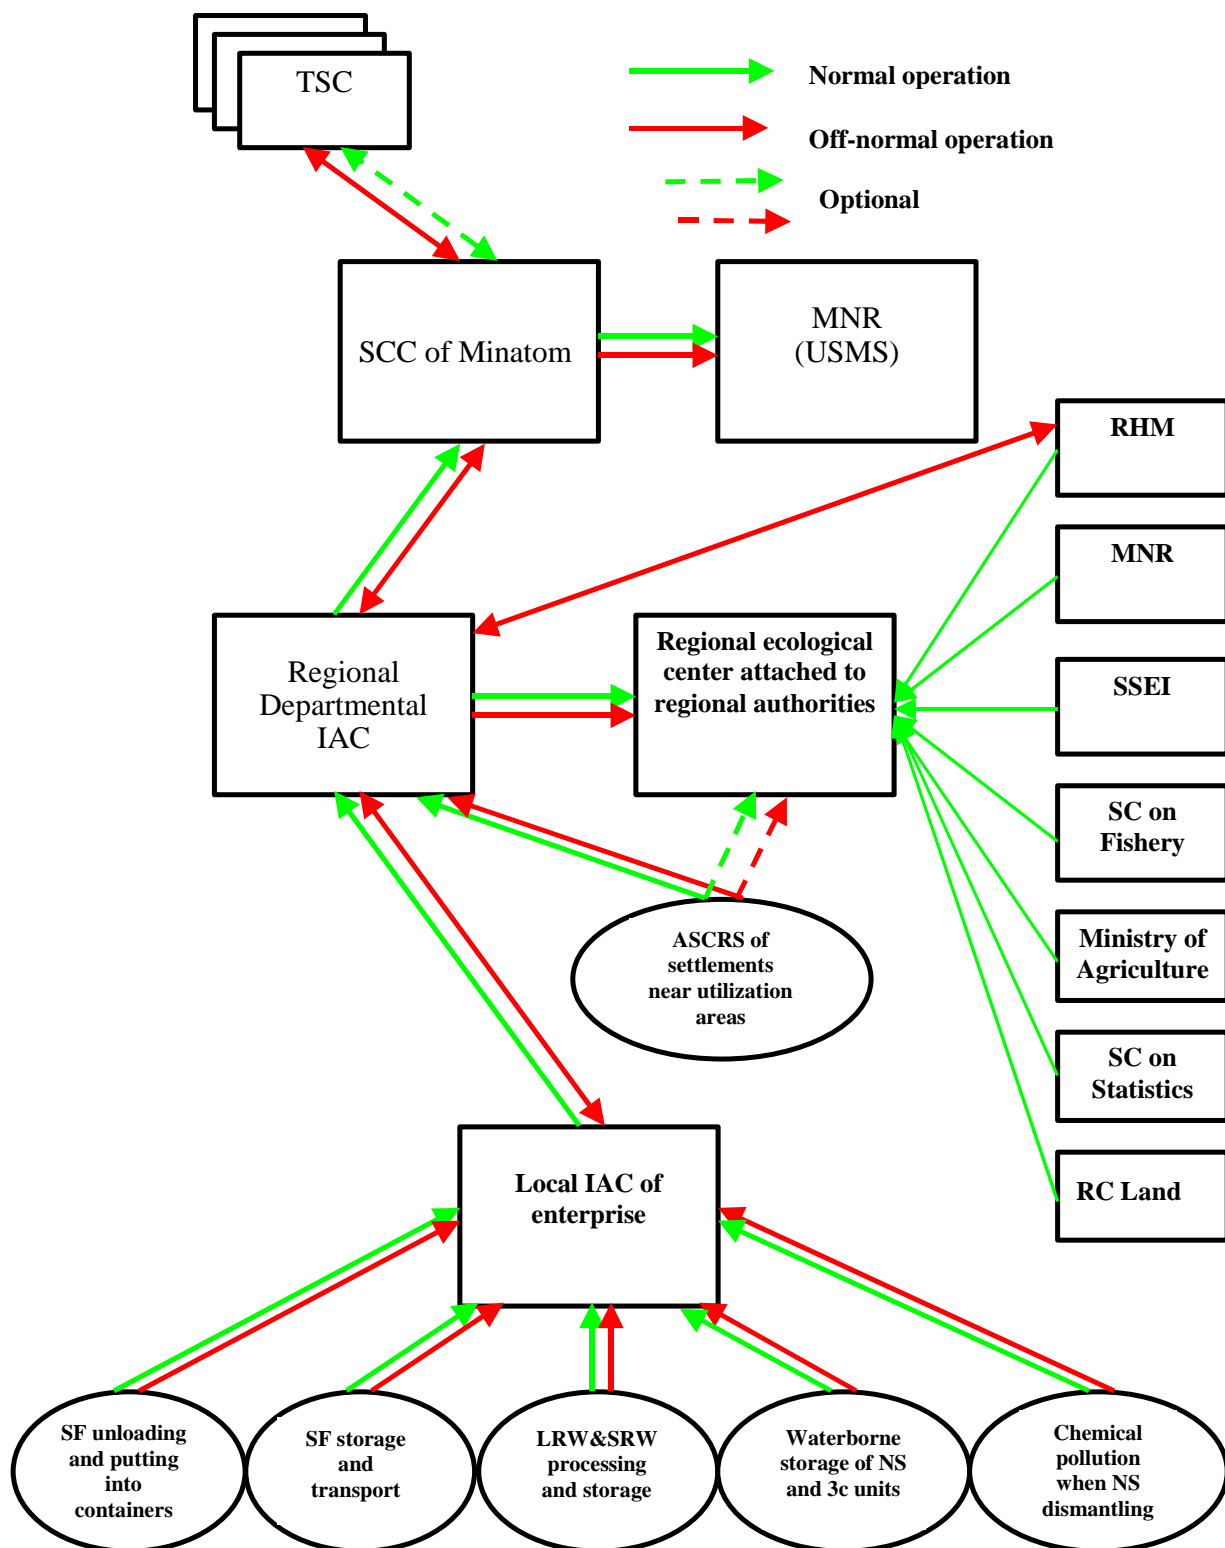 TSC
Normal operation
Off-normal operation
Optional
SCC of Minatom
MNR
(USMS)
RHM
MNR
SSEI
SC on
Fishery
Ministry of
Agriculture
SC on
Statistics
RC Land
Regional
Departmental
IAC
Regional ecological
center attached to
regional authorities
ASCRS of
settlements
near utilization
areas
Local IAC of
enterprise
SF unloading
and putting
into
containers
SF storage
and
transport
LRW&SRW
processing
and storage
Waterborne
storage of NS
and 3c units
Chemical
pollution
when NS
dismantling